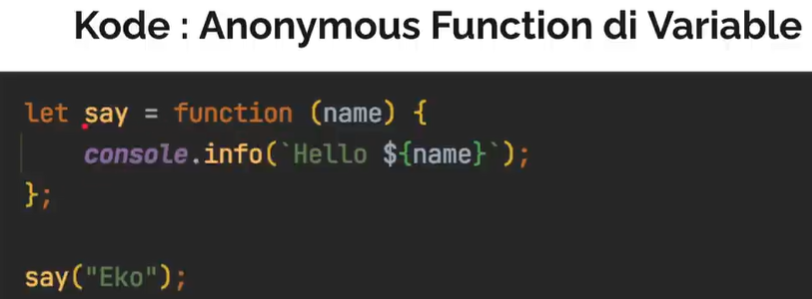 Kode : Anonymous Function di Variable
let say = function (name) {
    console.info(`Hello ${name}`);
};
say("Eko");